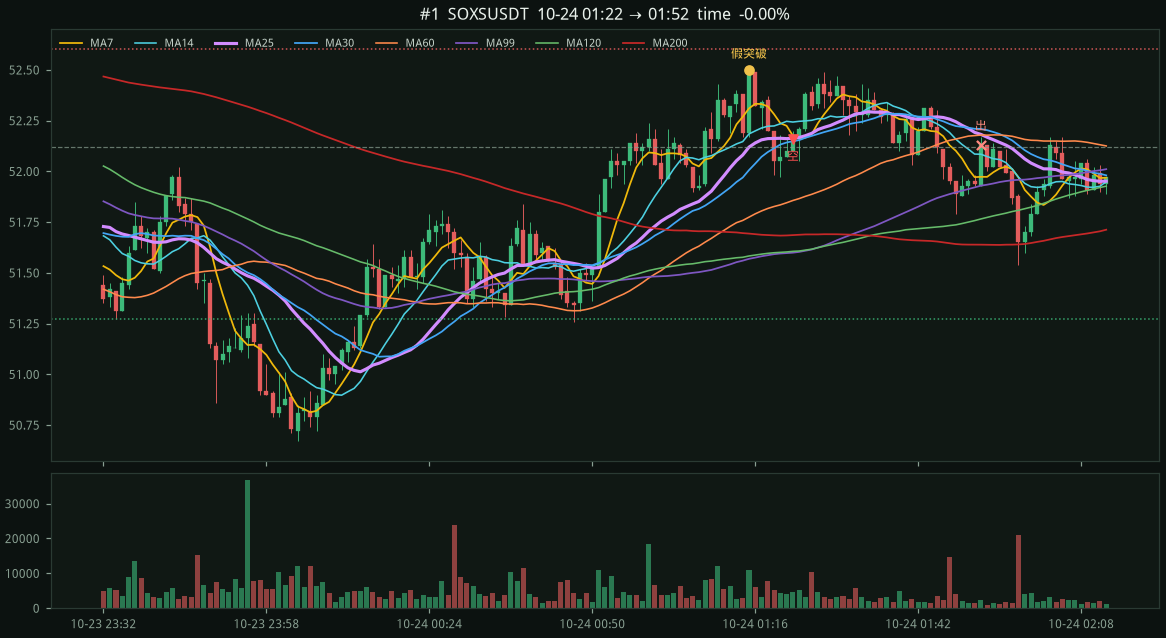 #1 SOXSUSDT 10-24 01:22 → 01:52 time -0.00%
MA7 MA14 MA25 MA30 MA60 MA99 MA120 MA200
假突破
52.50
52.25
出
空
52.00
51.75
51.50
51.25
51.00
50.75
30000
20000
10000
0
10-23 23:32 10-23 23:58 10-24 00:24 10-24 00:50 10-24 01:16 10-24 01:42 10-24 02:08